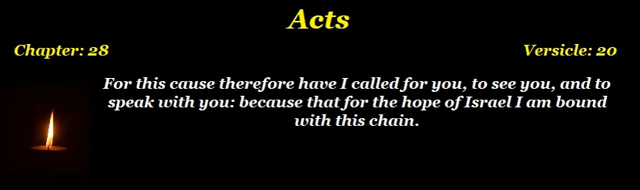 Acts
Chapter: 28 Versicle: 20
For this cause therefore have I called for you, to see you, and to
speak with you: because that for the hope of Israel I am bound
with this chain.